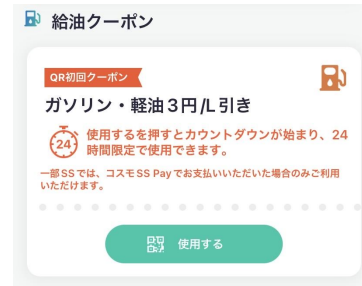 給油クーポン
QR初回クーポン
ガソリン・軽油3円/L引き
24
使用するを押すとカウントダウンが始まり、24
時間限定で使用できます。
一部SSでは、コスモSS Payでお支払いいただいた場合のみご利用
いただけます。
使用する